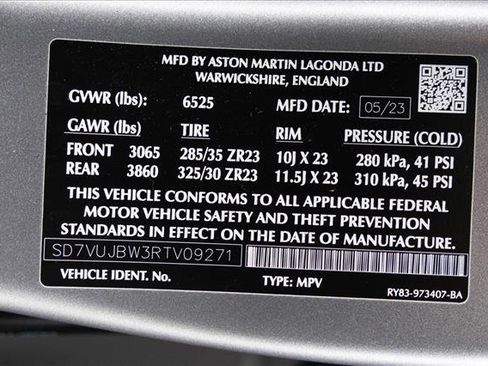 MFD BY ASTON MARTIN LAGONDA LTD
WARWICKSHIRE, ENGLAND
GVWR (lbs): 6525 MFD DATE: 05/23
GAWR (lbs) TIRE RIM PRESSURE (COLD)
FRONT 3065 285/35 ZR23 10J X 23 280 kPa, 41 PSI
REAR 3860 325/30 ZR23 11.5J X 23 310 kPa, 45 PSI
THIS VEHICLE CONFORMS TO ALL APPLICABLE FEDERAL
MOTOR VEHICLE SAFETY AND THEFT PREVENTION
STANDARDS IN EFFECT ON THE DATE OF MANUFACTURE.
SD7VUJBW3RTV09271
VEHICLE IDENT. No. TYPE: MPV RY83-973407-BA